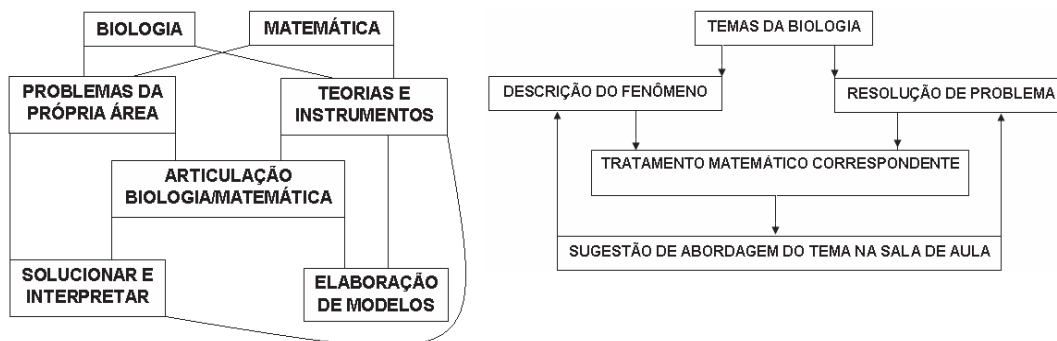 BIOLOGIA
MATEMÁTICA
PROBLEMAS DA
PRÓPRIA ÁREA
TEORIAS E
INSTRUMENTOS
ARTICULAÇÃO
BIOLOGIA/MATEMÁTICA
SOLUCIONAR E
INTERPRETAR
ELABORAÇÃO
DE MODELOS
TEMAS DA BIOLOGIA
DESCRIÇÃO DO FENÔMENO
RESOLUÇÃO DE PROBLEMA
TRATAMENTO MATEMÁTICO CORRESPONDENTE
SUGESTÃO DE ABORDAGEM DO TEMA NA SALA DE AULA